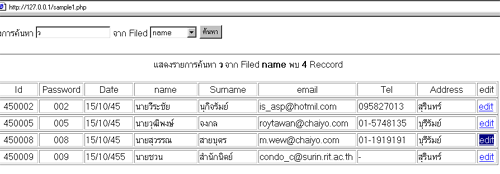 http://127.0.0.1/sample1.php
งการค้นหา ว จาก Filed name ค้นหา
แสดงรายการค้นหา ว จาก Filed name พบ 4 Reccord
Id Password Date name Surname email Tel Address edit
450002 002 15/10/45 นายวีระชัย นุกิจรัมย์ is_asp@hotmil.com 095827013 สุรินทร์ edit
450005 005 15/10/45 นายวุฒิพงษ์ จงกล roytawan@chaiyo.com 01-5748135 บุรีรัมย์ edit
450008 008 15/10/45 นายสุวรรณ สายบุตร m.wew@chaiyo.com 01-1919191 บุรีรัมย์ edit
450009 009 15/10/455 นายชวน สำนักนิตย์ condo_c@surin.rit.ac.th - สุรินทร์ edit